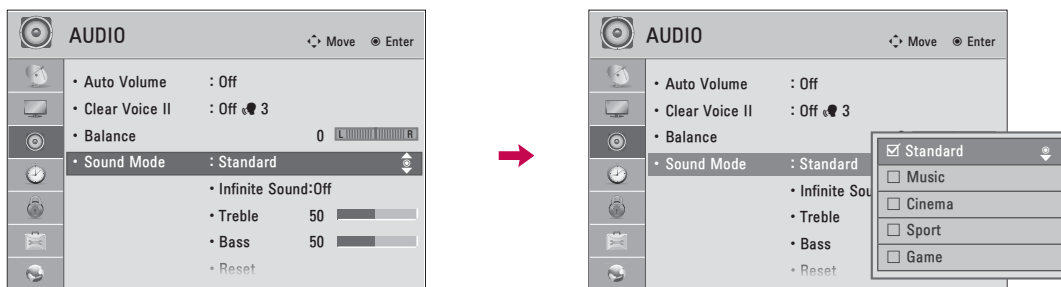 AUDIO
Move Enter
• Auto Volume : Off
• Clear Voice II : Off 3
• Balance 0 L R
• Sound Mode : Standard
• Infinite Sound:Off
• Treble 50
• Bass 50
• Reset
AUDIO
Move Enter
• Auto Volume : Off
• Clear Voice II : Off 3
• Balance
• Sound Mode : Standard
• Infinite Sou
• Treble
• Bass
• Reset
Standard
Music
Cinema
Sport
Game